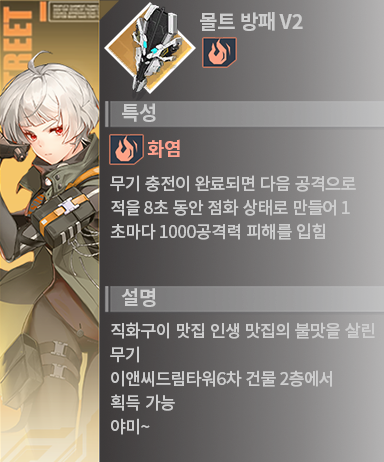 STREET
몰트 방패 V2
특성
화염
무기 충전이 완료되면 다음 공격으로
적을 8초 동안 점화 상태로 만들어 1
초마다 1000공격력 피해를 입힘
설명
직화구이 맛집 인생 맛집의 불맛을 살린
무기
이앤씨드림타워6차 건물 2층에서
획득 가능
야미~